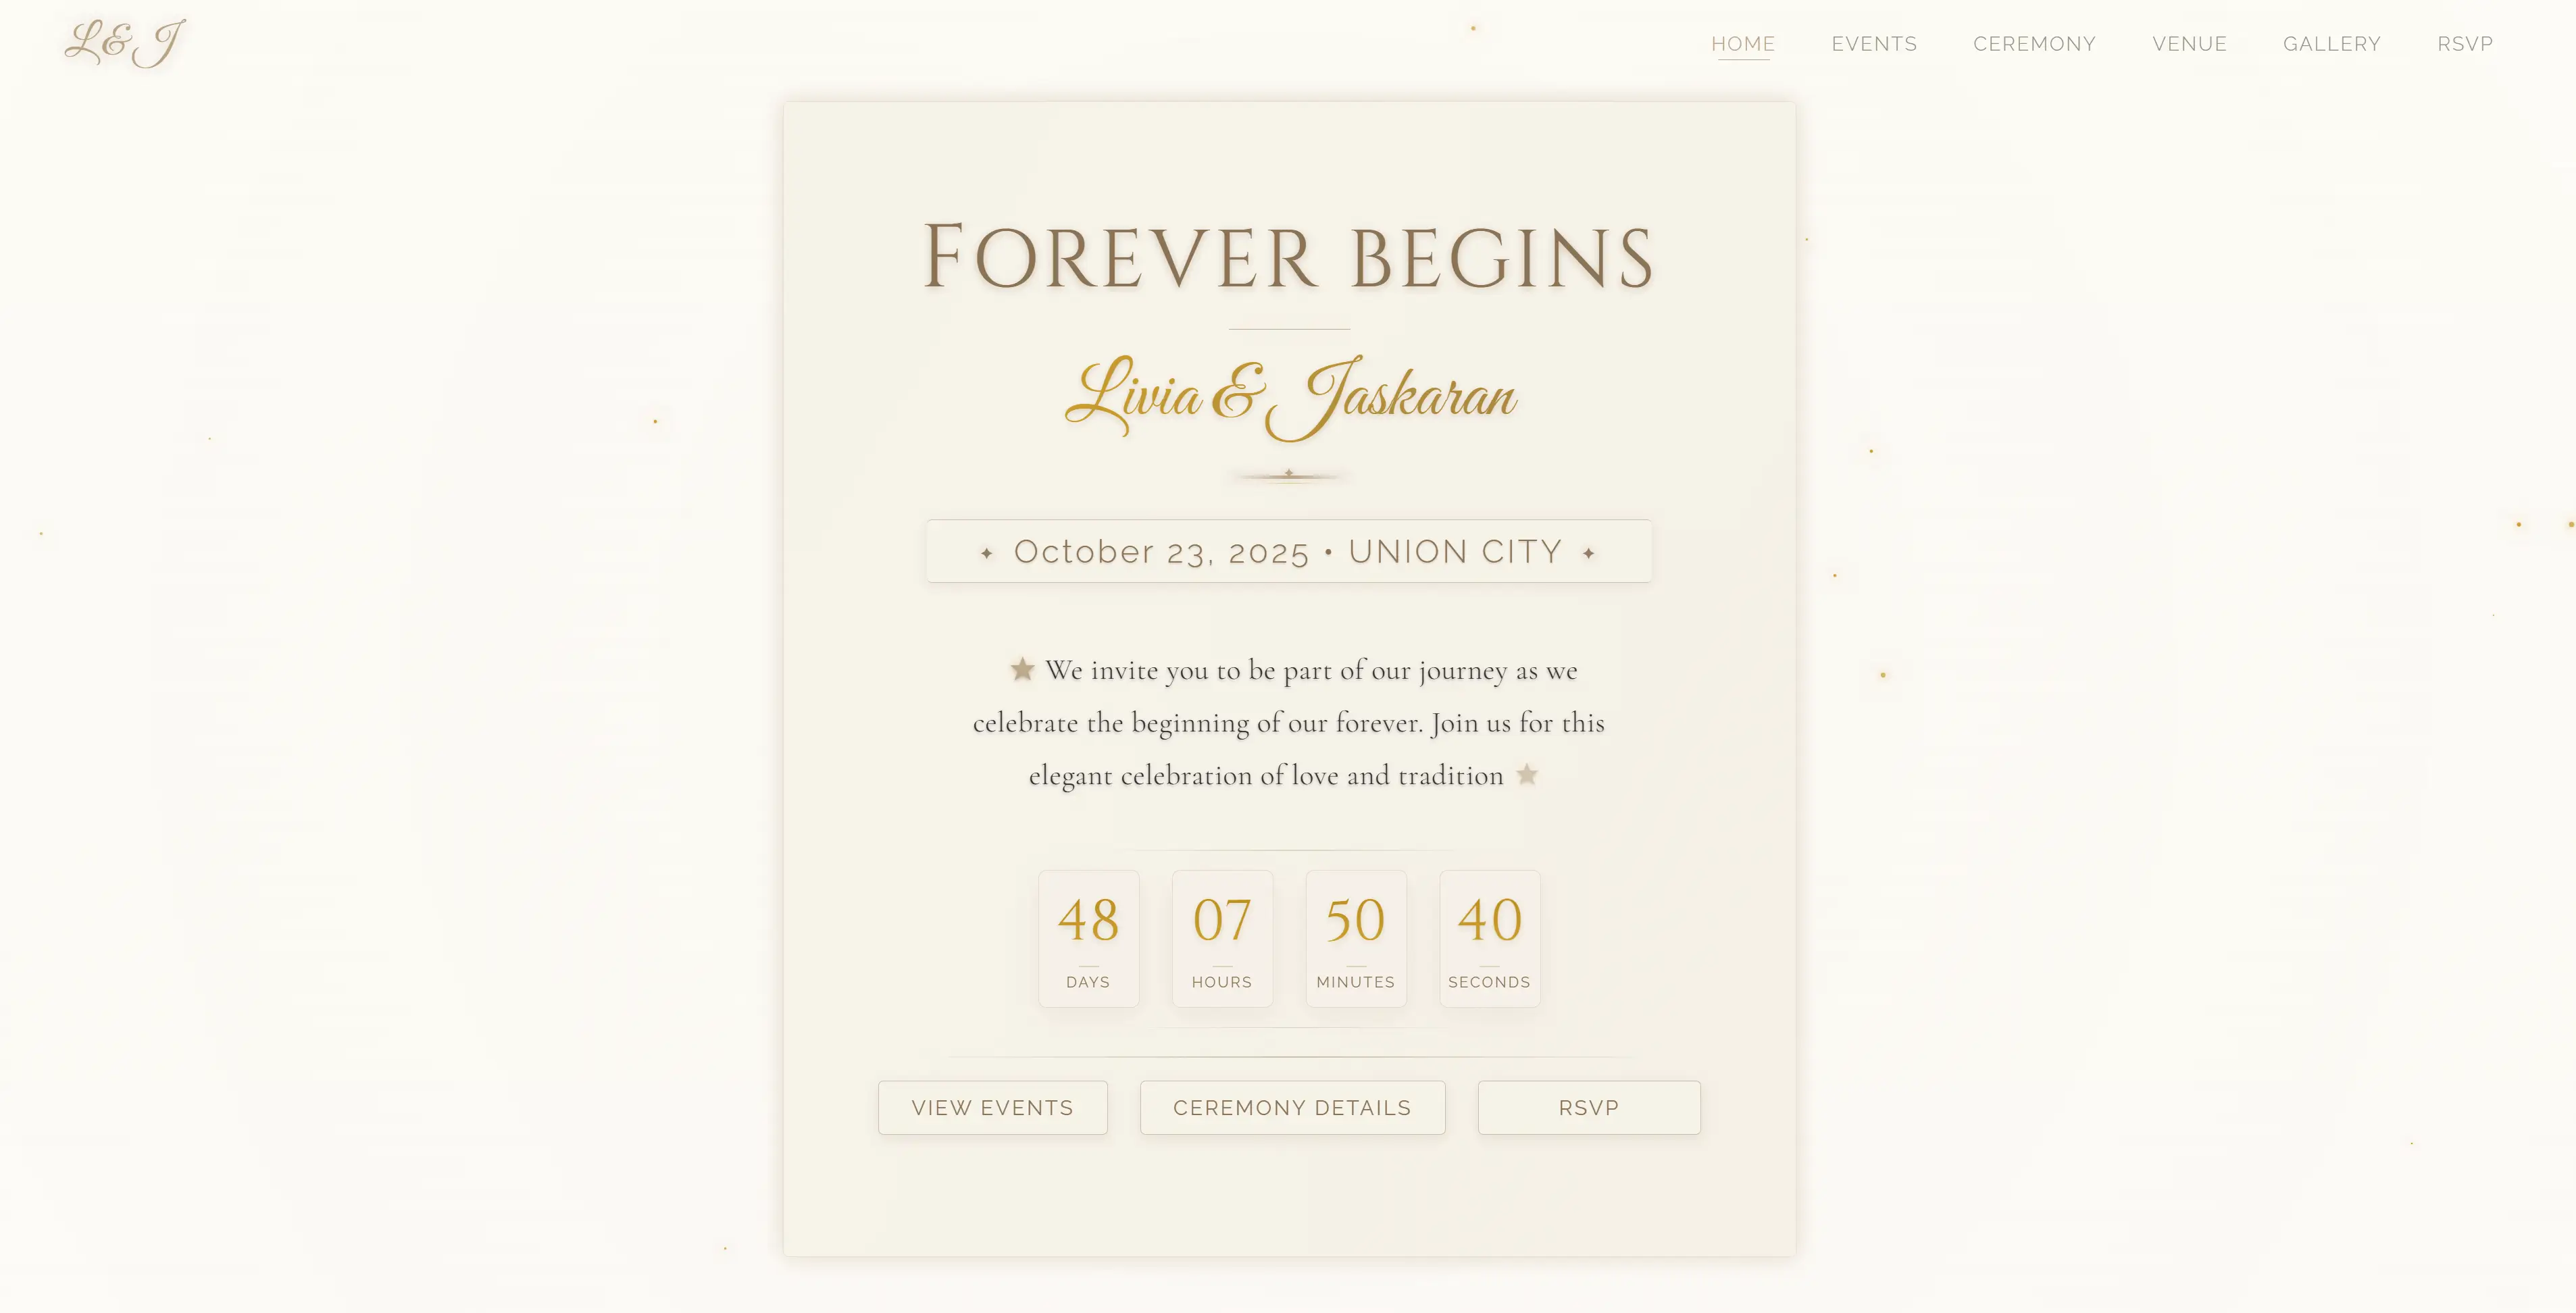 L & J
HOME EVENTS CEREMONY VENUE GALLERY RSVP
FOREVER BEGINS
Livia & Jaskaran
October 23, 2025 • UNION CITY
We invite you to be part of our journey as we
celebrate the beginning of our forever. Join us for this
elegant celebration of love and tradition
48 07 50 40
DAYS HOURS MINUTES SECONDS
VIEW EVENTS CEREMONY DETAILS RSVP